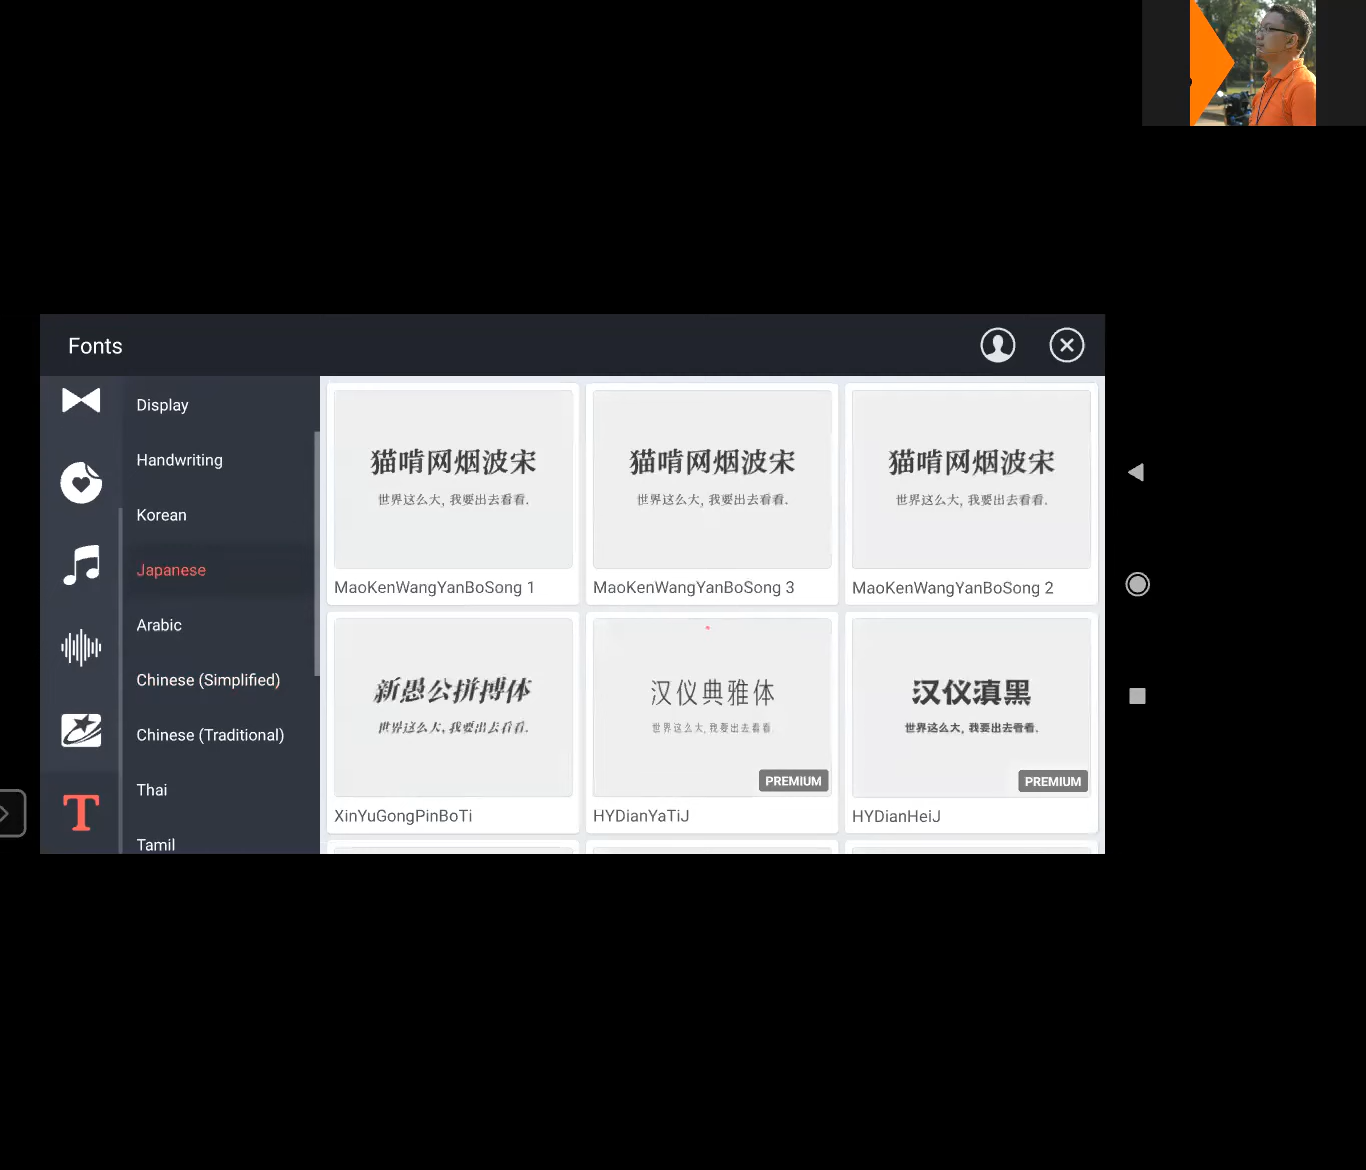 Fonts
Display
Handwriting
Korean
Japanese
Arabic
Chinese (Simplified)
Chinese (Traditional)
Thai
Tamil
猫啃网烟波宋
世界这么大, 我要出去看看.
MaoKenWangYanBoSong 1
猫啃网烟波宋
世界这么大, 我要出去看看.
MaoKenWangYanBoSong 3
猫啃网烟波宋
世界这么大, 我要出去看看.
MaoKenWangYanBoSong 2
新愚公拼搏体
世界这么大, 我要出去看看.
XinYuGongPinBoTi
汉仪典雅体
世界这么大, 我要出去看看
PREMIUM
HYDianYaTiJ
汉仪滇黑
世界这么大, 我要出去看看.
PREMIUM
HYDianHeiJ